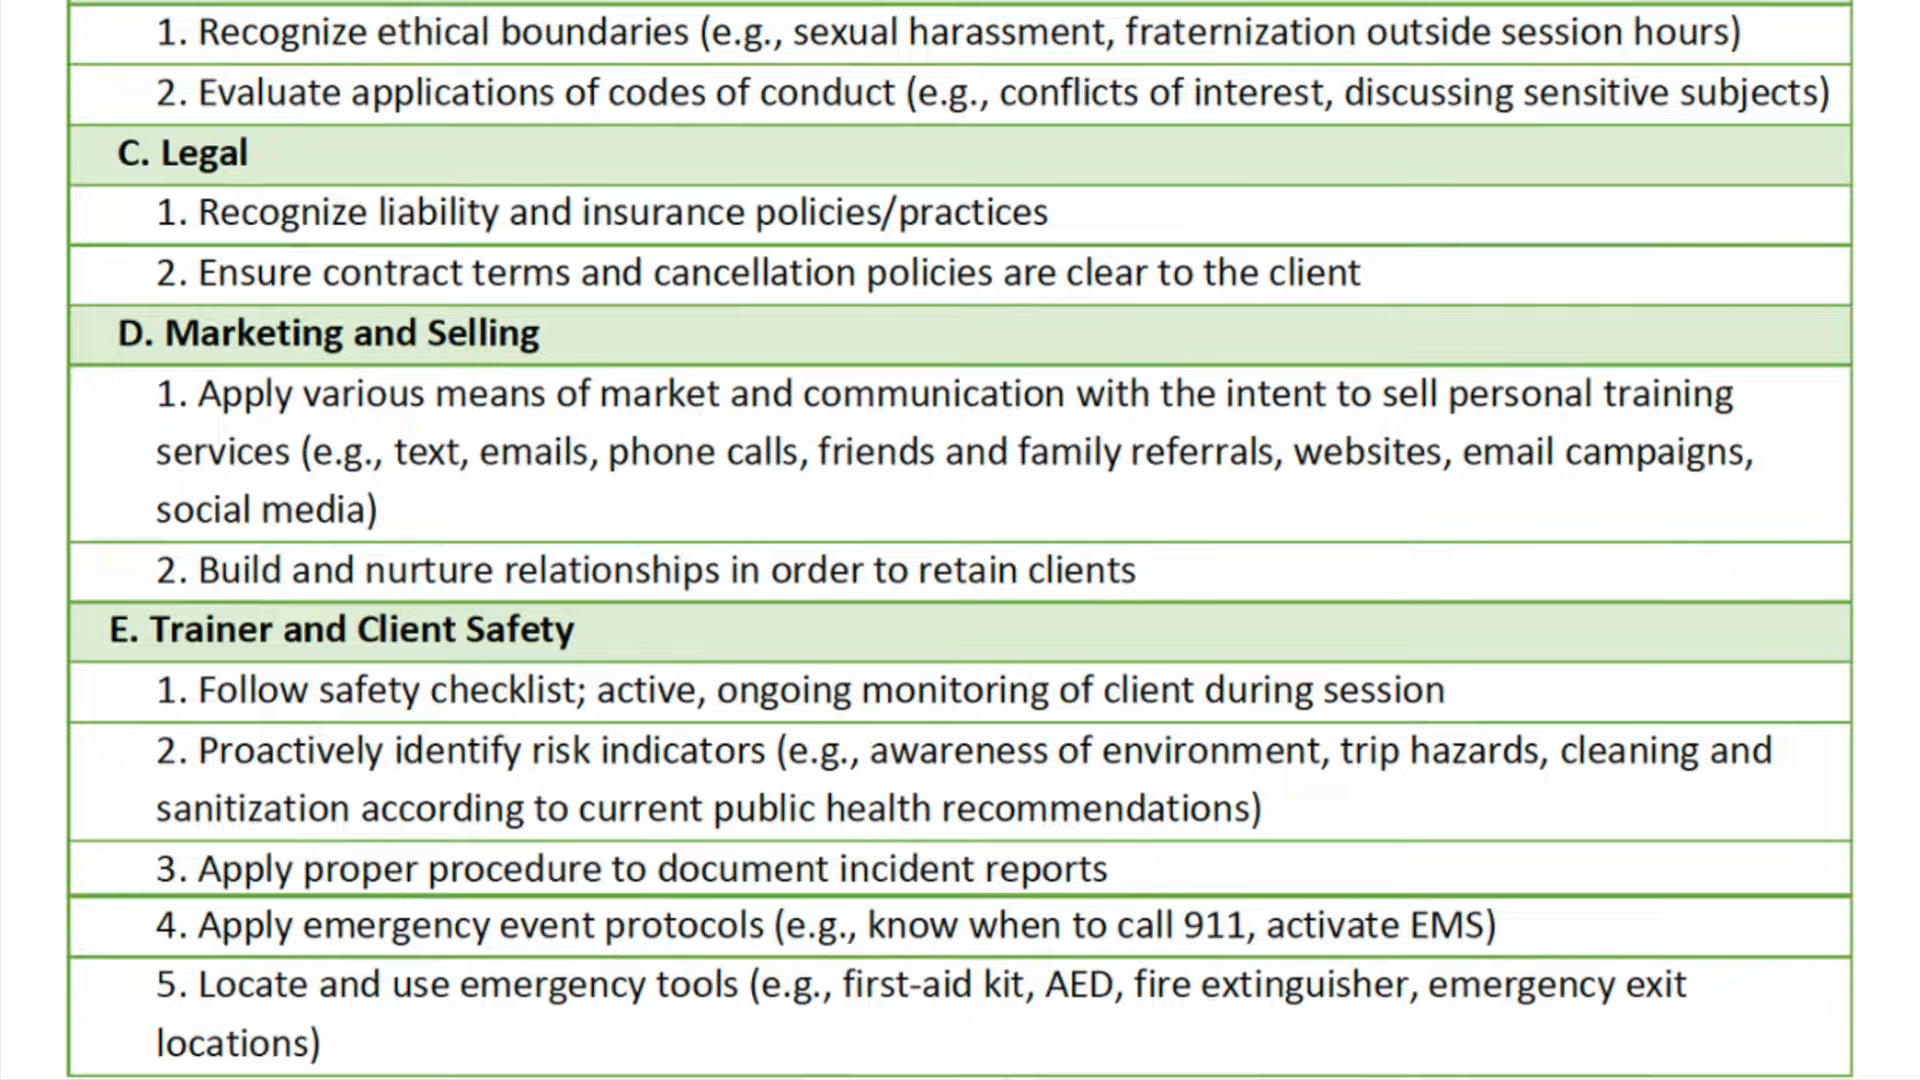 1. Recognize ethical boundaries (e.g., sexual harassment, fraternization outside session hours)
2. Evaluate applications of codes of conduct (e.g., conflicts of interest, discussing sensitive subjects)
C. Legal
1. Recognize liability and insurance policies/practices
2. Ensure contract terms and cancellation policies are clear to the client
D. Marketing and Selling
1. Apply various means of market and communication with the intent to sell personal training
services (e.g., text, emails, phone calls, friends and family referrals, websites, email campaigns,
social media)
2. Build and nurture relationships in order to retain clients
E. Trainer and Client Safety
1. Follow safety checklist; active, ongoing monitoring of client during session
2. Proactively identify risk indicators (e.g., awareness of environment, trip hazards, cleaning and
sanitization according to current public health recommendations)
3. Apply proper procedure to document incident reports
4. Apply emergency event protocols (e.g., know when to call 911, activate EMS)
5. Locate and use emergency tools (e.g., first-aid kit, AED, fire extinguisher, emergency exit
locations)